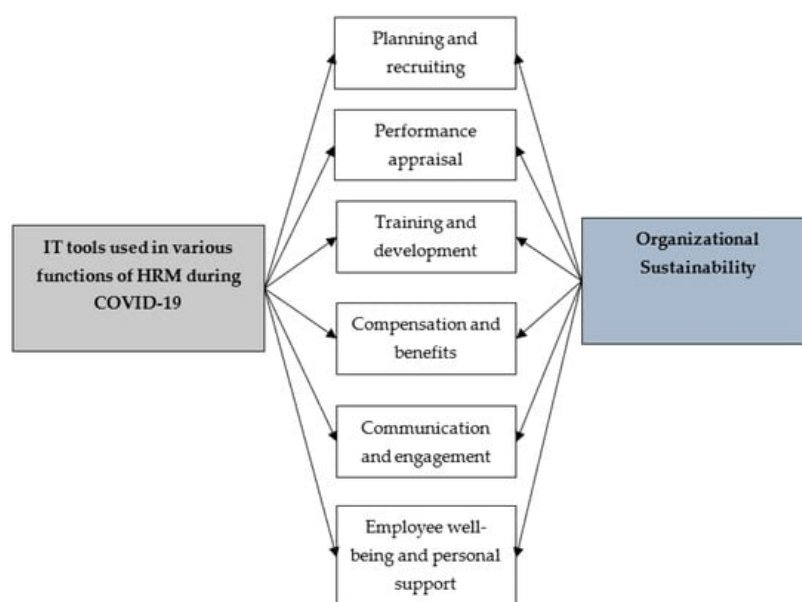 Planning and
recruiting
Performance
appraisal
Training and
development
IT tools used in various
functions of HRM during
COVID-19
Organizational
Sustainability
Compensation and
benefits
Communication
and engagement
Employee well-
being and personal
support